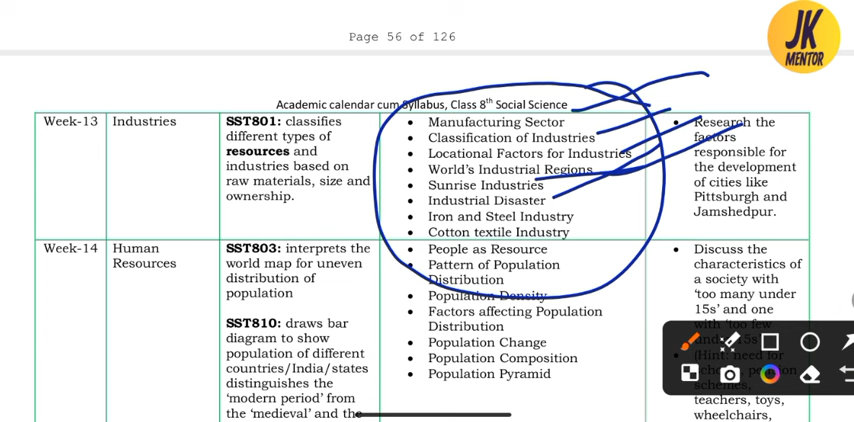 Page 56 of 126
JK
MENTOR
Academic calendar cum Syllabus, Class 8th Social Science
Week-13
Industries
SST801: classifies
different types of
resources and
industries based on
raw materials, size and
ownership.
• Manufacturing Sector
• Classification of Industries
• Locational Factors for Industries
• World's Industrial Regions
• Sunrise Industries
• Industrial Disaster
• Iron and Steel Industry
• Cotton textile Industry
• Research the
factors
responsible for
the development
of cities like
Pittsburgh and
Jamshedpur.
Week-14
Human
Resources
SST803: interprets the
world map for uneven
distribution of
population
SST810: draws bar
diagram to show
population of different
countries/India/states
distinguishes the
'modern period' from
the 'medieval' and the
• People as Resource
• Pattern of Population
Distribution
• Population Density
• Factors affecting Population
Distribution
• Population Change
• Population Composition
• Population Pyramid
• Discuss the
characteristics of
a society with
'too many under
15s' and one
with 'too few
teachers, toys,
wheelchairs,